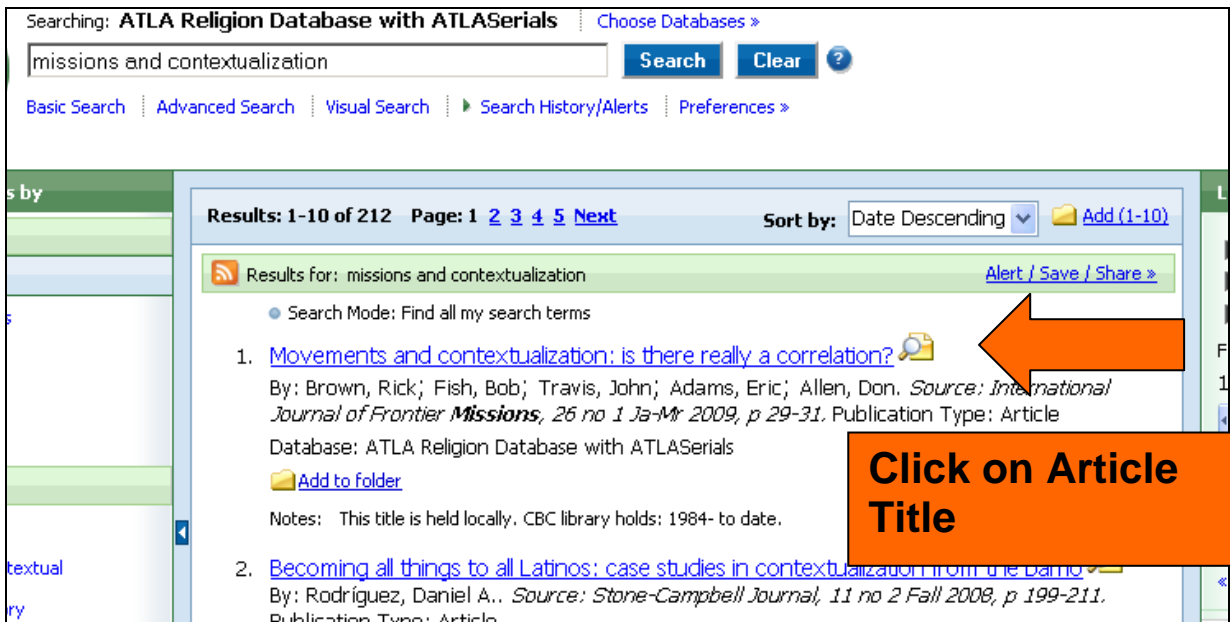 Searching: ATLA Religion Database with ATLASerials Choose Databases »
missions and contextualization Search Clear ?
Basic Search Advanced Search Visual Search Search History/Alerts Preferences »
s by
Results: 1-10 of 212 Page: 1 2 3 4 5 Next Sort by: Date Descending Add (1-10)
Results for: missions and contextualization Alert / Save / Share »
Search Mode: Find all my search terms
1. Movements and contextualization: is there really a correlation?
By: Brown, Rick; Fish, Bob; Travis, John; Adams, Eric; Allen, Don. Source: International
Journal of Frontier Missions, 26 no 1 Ja-Mr 2009, p 29-31. Publication Type: Article
Database: ATLA Religion Database with ATLASerials
Add to folder
Notes: This title is held locally. CBC library holds: 1984- to date.
Click on Article
Title
textual
2. Becoming all things to all Latinos: case studies in contextualization from the Barrio
ry
By: Rodríguez, Daniel A.. Source: Stone-Campbell Journal, 11 no 2 Fall 2008, p 199-211.
Publication Type: Article